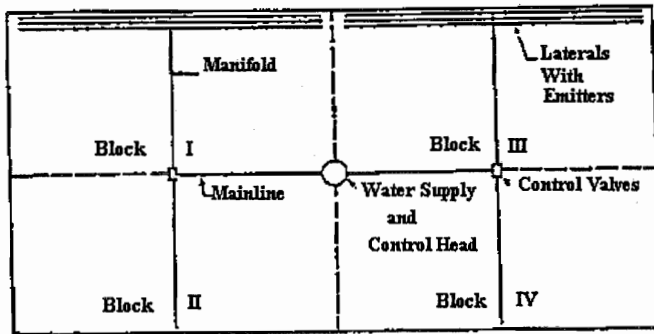 Manifold
Laterals
With
Emitters
Block I
Block III
Mainline
Water Supply
and
Control Head
Control Valves
Block II
Block IV